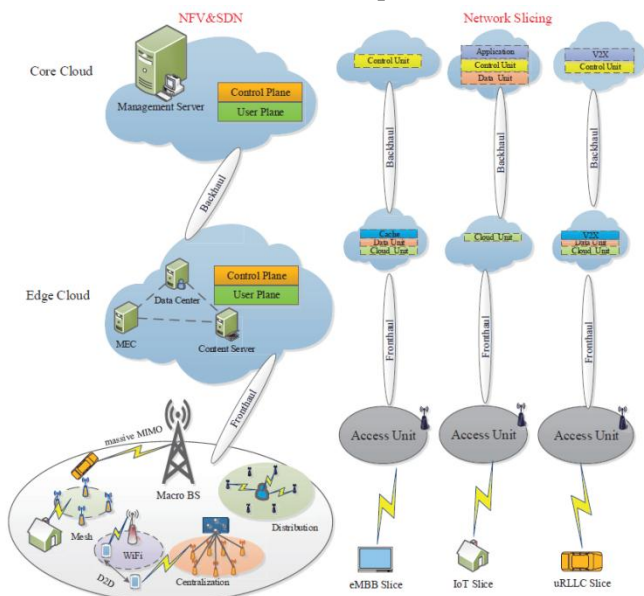 NFV&SDN
Network Slicing
Core Cloud
Management Server
Control Plane
User Plane
Control Unit
Application
Control Unit
Data Unit
V2X
Control Unit
Backhaul
Backhaul
Backhaul
Backhaul
Edge Cloud
Data Center
MEC
Content Server
Control Plane
User Plane
Cache
Data Unit
Cloud Unit
Cloud Unit
V2X
Data Unit
Cloud Unit
Fronthaul
Fronthaul
Fronthaul
Fronthaul
massive MIMO
Macro BS
Mesh
WiFi
D2D
Centralization
Distribution
Access Unit
Access Unit
Access Unit
eMBB Slice
IoT Slice
uRLLC Slice